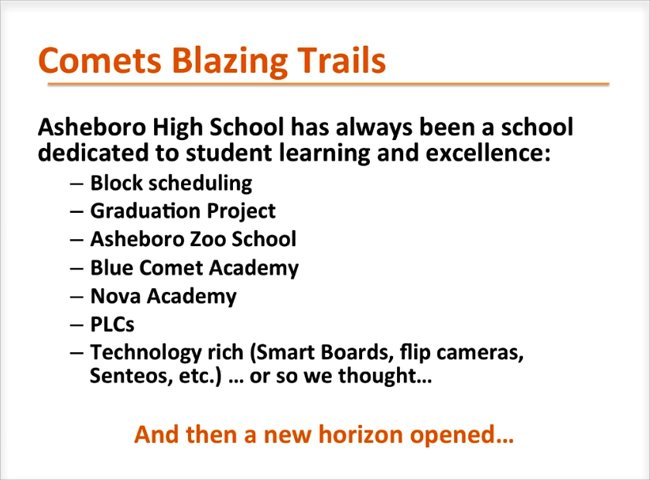 Comets Blazing Trails
Asheboro High School has always been a school
dedicated to student learning and excellence:
– Block scheduling
– Graduation Project
– Asheboro Zoo School
– Blue Comet Academy
– Nova Academy
– PLCs
– Technology rich (Smart Boards, flip cameras,
Senteos, etc.) … or so we thought…
And then a new horizon opened…